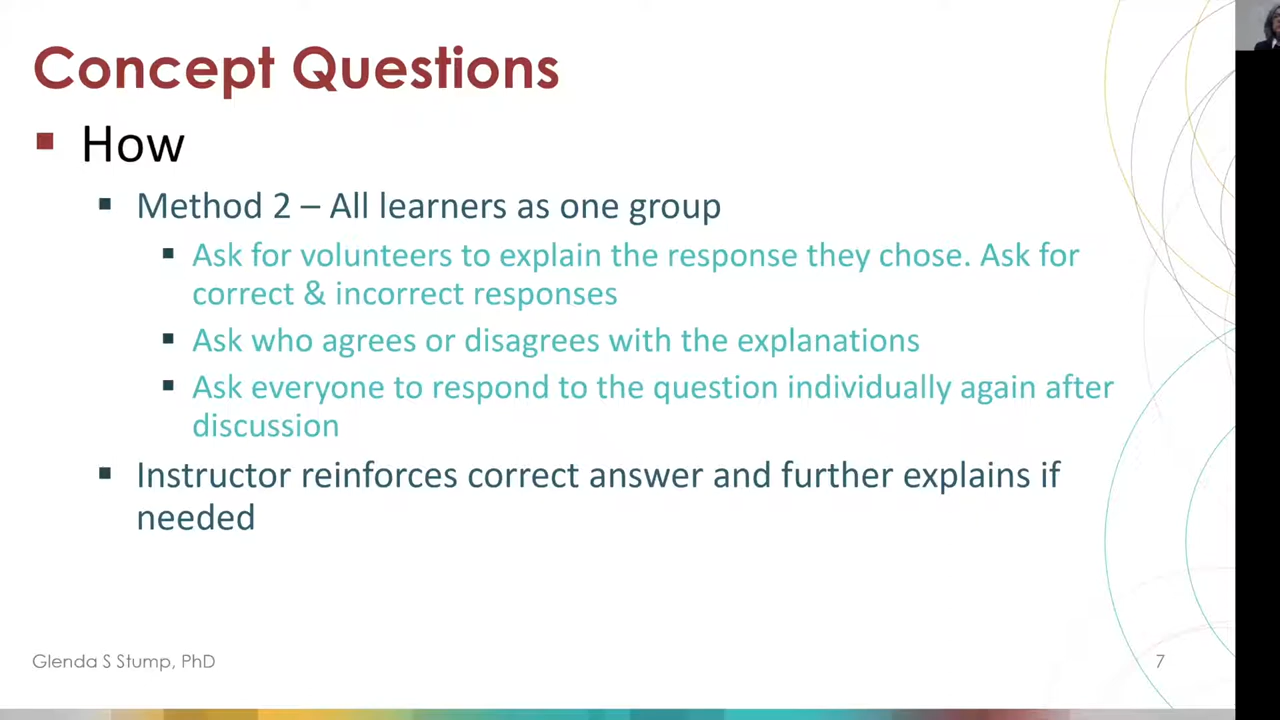 Concept Questions
How
Method 2 – All learners as one group
Ask for volunteers to explain the response they chose. Ask for
correct & incorrect responses
Ask who agrees or disagrees with the explanations
Ask everyone to respond to the question individually again after
discussion
Instructor reinforces correct answer and further explains if
needed
Glenda S Stump, PhD
7